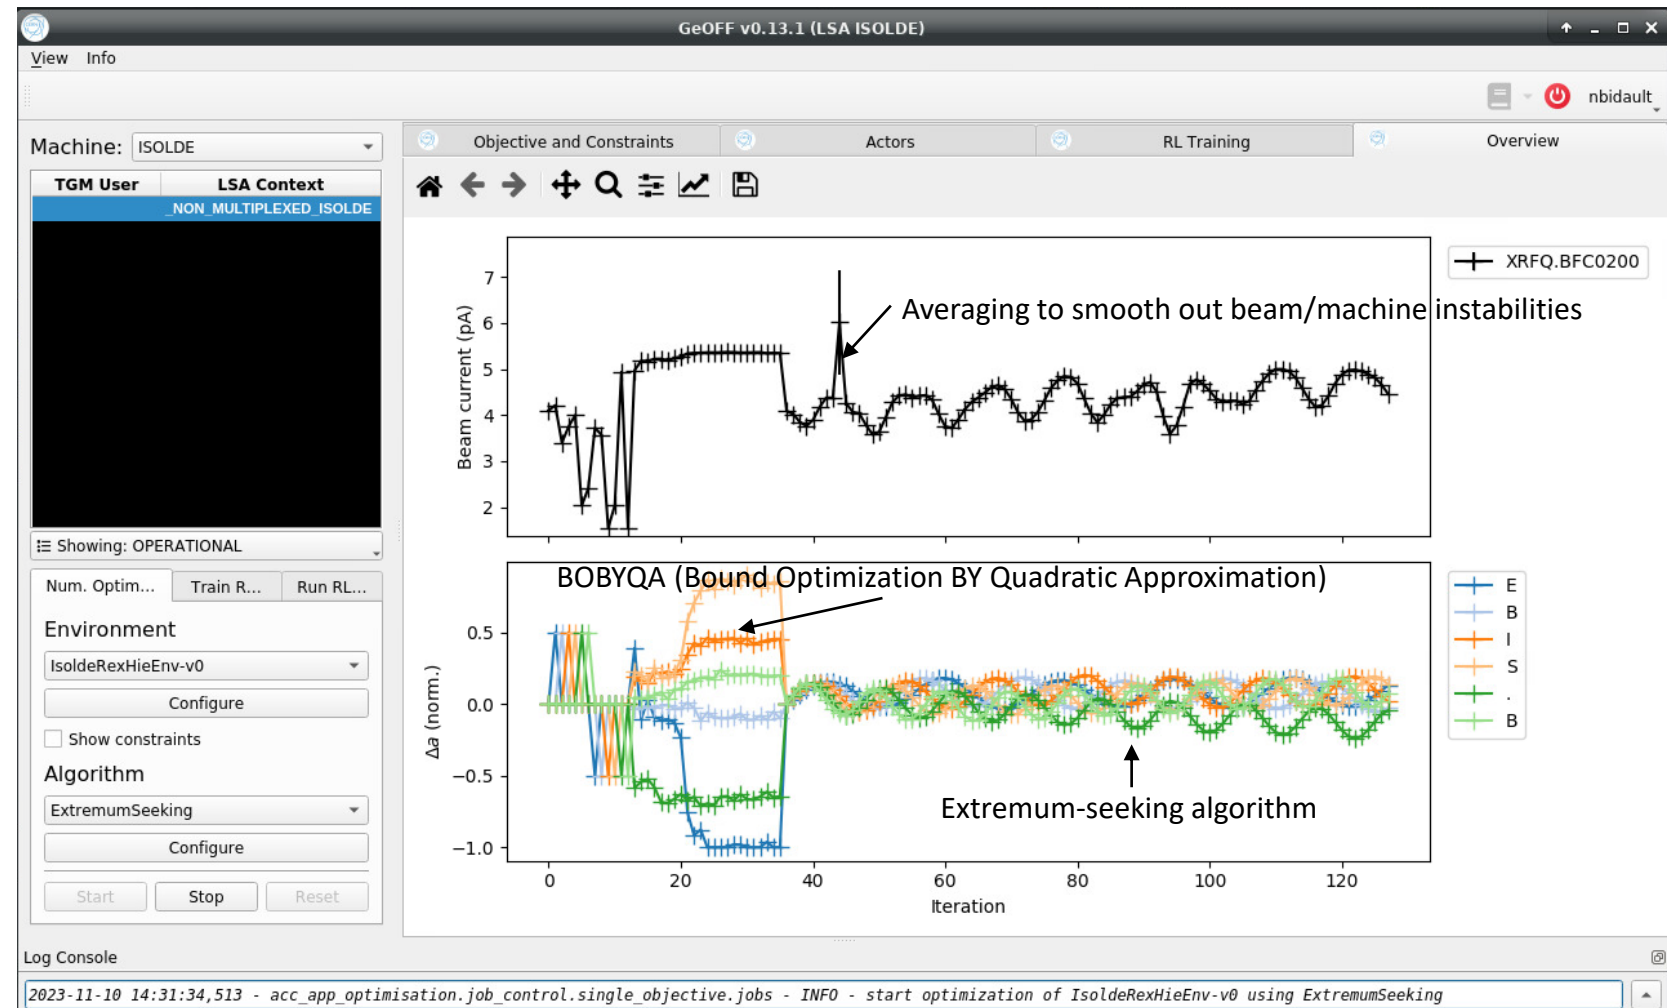 GeOFF v0.13.1 (LSA ISOLDE)
View Info
nbidault
Machine: ISOLDE
TGM User LSA Context
_NON_MULTIPLEXED_ISOLDE
Showing: OPERATIONAL
Num. Optim... Train R... Run RL...
Environment
IsoldeRexHieEnv-v0
Configure
Show constraints
Algorithm
ExtremumSeeking
Configure
Start Stop Reset
Objective and Constraints Actors RL Training Overview
XRFQ.BFC0200
Averaging to smooth out beam/machine instabilities
Beam current (pA)
7
6
5
4
3
2
BOBYQA (Bound Optimization BY Quadratic Approximation)
E
B
I
S
.
B
Δa (norm.)
0.5
0.0
−0.5
−1.0
Extremum-seeking algorithm
0 20 40 60 80 100 120
Iteration
Log Console
2023-11-10 14:31:34,513 - acc_app_optimisation.job_control.single_objective.jobs - INFO - start optimization of IsoldeRexHieEnv-v0 using ExtremumSeeking